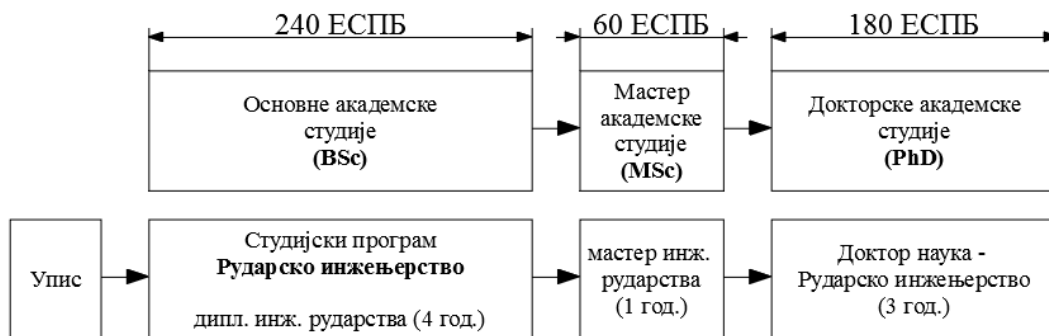 240 ЕСПБ
60 ЕСПБ
180 ЕСПБ
Основне академске
студије
(BSc)
Мастер
академске
студије
(MSc)
Докторске академске
студије
(PhD)
Упис
Студијски програм
Рударско инжењерство
дипл. инж. рударства (4 год.)
мастер инж.
рударства
(1 год.)
Доктор наука -
Рударско инжењерство
(3 год.)